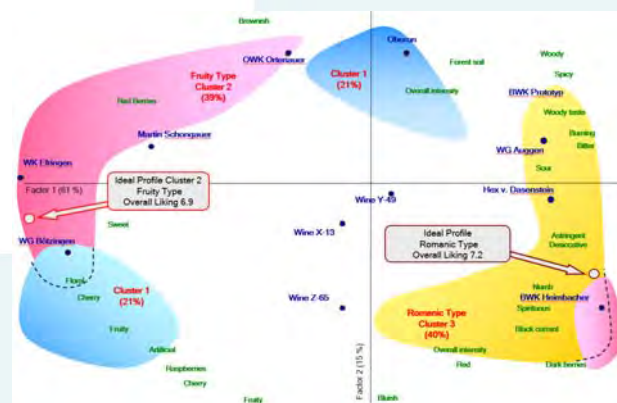 Brownish
OWK Ortenauer
Oberun
Fruity Type
Cluster 2
(39%)
Cluster 1
(21%)
Forest soil
Woody
Spicy
BWK Prototyp
Red Berries
Overall intensity
Woody taste
Martin Schongauer
Burning
Bitter
WG Auggen
WK Efringen
Sour
Factor 1 (61 %)
Ideal Profile Cluster 2
Fruity Type
Overall Liking 6.9
Wine Y-49
Hex v. Dasenstein
Sweet
Wine X-13
Ideal Profile
Romanic Type
Overall Liking 7.2
Astringent
Desiccative
WG Bötzingen
Floral
Cherry
Cluster 1
(21%)
Wine Z-65
Numb
Spirituous
BWK Heimbacher
Romanic Type
Cluster 3
(40%)
Black currant
Fruity
Artificial
Overall intensity
Red
Dark berries
Raspberries
Cherry
Factor 2 (15 %)
Fruity
Bluish